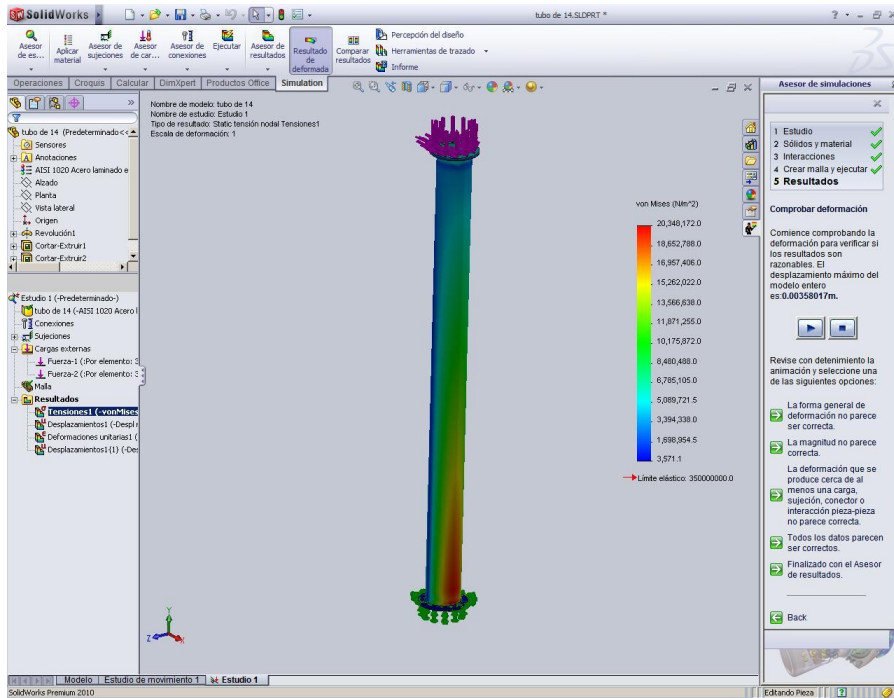 SolidWorks
tubo de 14.SLDPRT *
Asesor de es...
Aplicar material
Asesor de sujeciones
Asesor de car...
Asesor de conexiones
Ejecutar
Asesor de resultados
Resultado de deformada
Comparar resultados
Percepción del diseño
Herramientas de trazado
Informe
Operaciones Croquis Calcular DimXpert Productos Office Simulation
Asesor de simulaciones
tubo de 14 (Predeterminado<<
Sensores
Anotaciones
AISI 1020 Acero laminado e
Alzado
Planta
Vista lateral
Origen
Revolución1
Cortar-Extruir1
Cortar-Extruir2
Estudio 1 (-Predeterminado-)
tubo de 14 (-AISI 1020 Acero l
Conexiones
Sujeciones
Cargas externas
Fuerza-1 (:Por elemento: 3
Fuerza-2 (:Por elemento: 3
Malla
Resultados
Tensiones1 (-vonMises
Desplazamientos1 (-Despl r
Deformaciones unitarias1 (
Desplazamientos1{1} (-Des
Nombre de modelo: tubo de 14
Nombre de estudio: Estudio 1
Tipo de resultado: Static tensión nodal Tensiones1
Escala de deformación: 1
von Mises (N/m^2)
20,348,172.0
18,652,788.0
16,957,406.0
15,262,022.0
13,566,638.0
11,871,255.0
10,175,872.0
8,480,488.0
6,785,105.0
5,089,721.5
3,394,338.0
1,698,954.5
3,571.1
Límite elástico: 350000000.0
Y
Z
X
1 Estudio
2 Sólidos y material
3 Interacciones
4 Crear malla y ejecutar
5 Resultados
Comprobar deformación
Comience comprobando la
deformación para verificar si
los resultados son
razonables. El
desplazamiento máximo del
modelo entero
es:0.00358017m.
Revise con detenimiento la
animación y seleccione una
de las siguientes opciones:
La forma general de
deformación no parece
ser correcta.
La magnitud no parece
correcta.
La deformación que se
produce cerca de al
menos una carga,
sujeción, conector o
interacción pieza-pieza
no parece correcta.
Todos los datos parecen
ser correctos.
Finalizado con el Asesor
de resultados.
Back
Modelo Estudio de movimiento 1 Estudio 1
SolidWorks Premium 2010
Editando Pieza